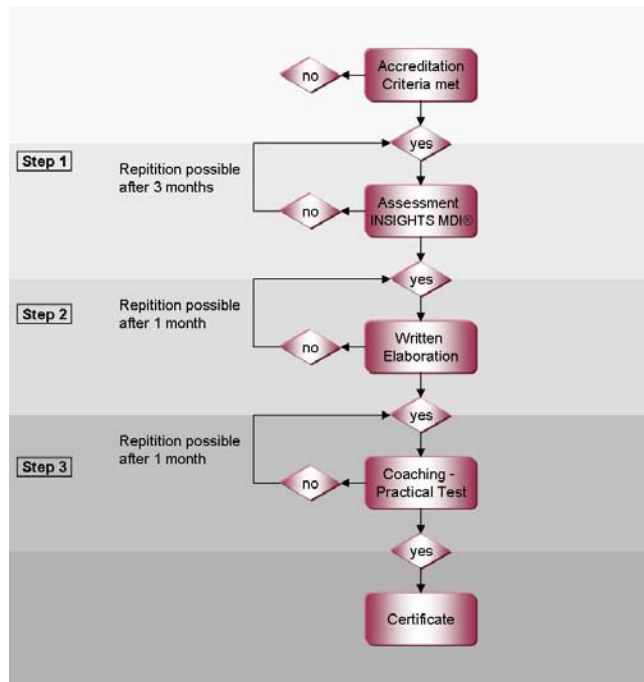 Accreditation
Criteria met
no
yes
Step 1
Repitition possible
after 3 months
no
Assessment
INSIGHTS MDI®
yes
Step 2
Repitition possible
after 1 month
no
Written
Elaboration
yes
Step 3
Repitition possible
after 1 month
no
Coaching -
Practical Test
yes
Certificate